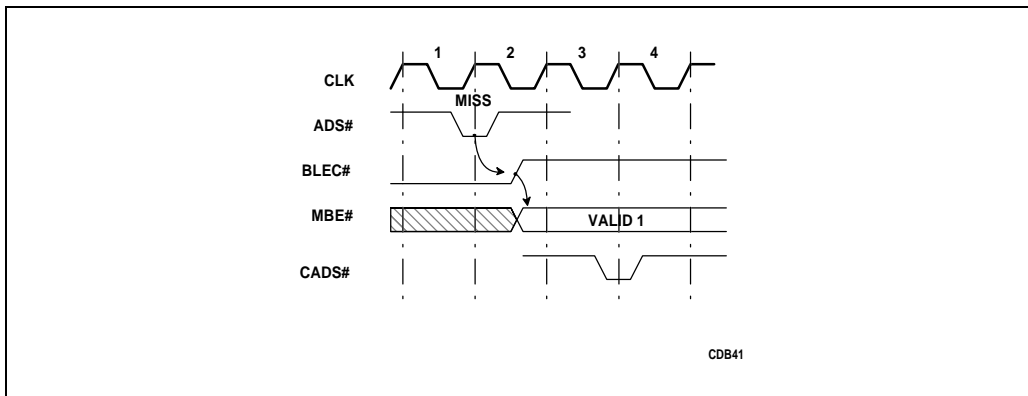 1 2 3 4
CLK
MISS
ADS#
BLEC#
MBE#
VALID 1
CADS#
CDB41